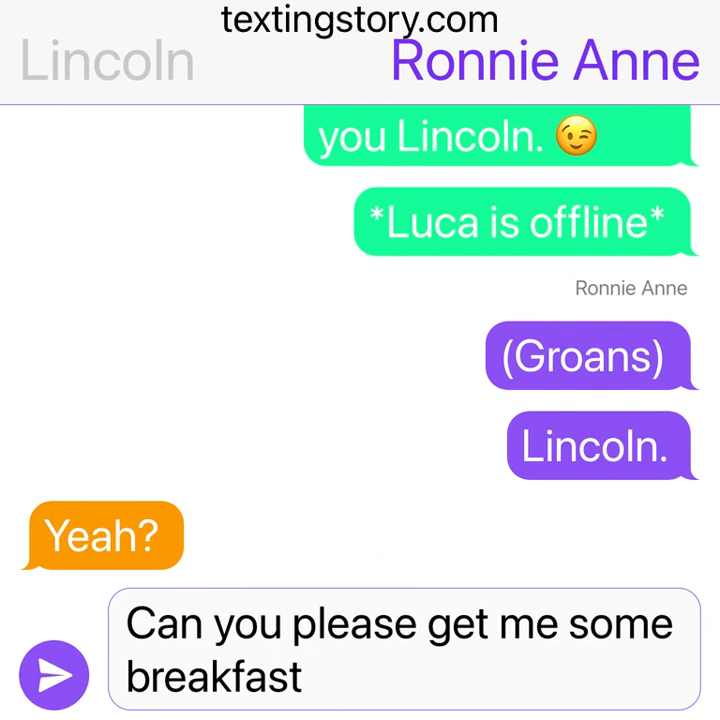 textingstory.com
Lincoln
Ronnie Anne
you Lincoln. 😉
*Luca is offline*
Ronnie Anne
(Groans)
Lincoln.
Yeah?
Can you please get me some
breakfast